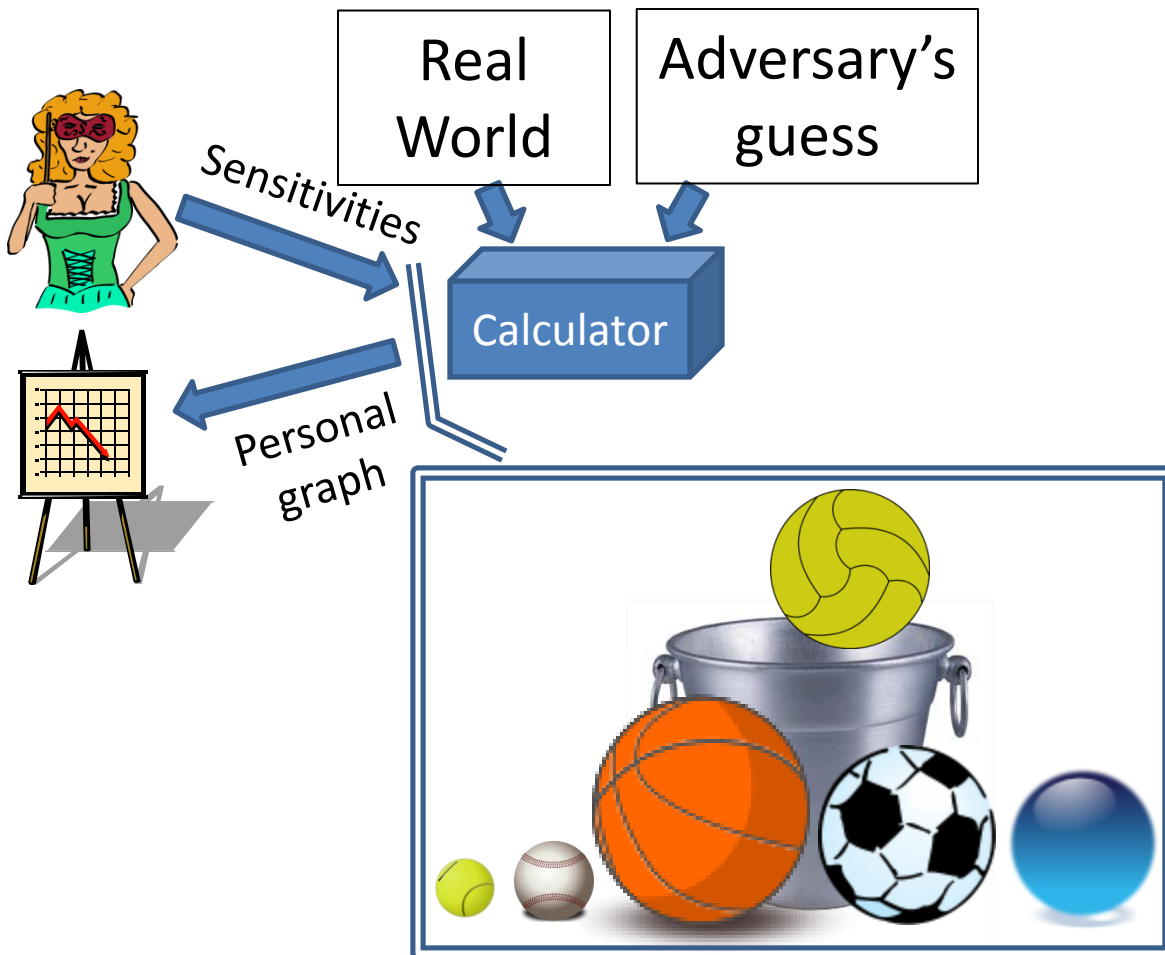 Real
World
Adversary’s
guess
Sensitivities
Calculator
Personal
graph